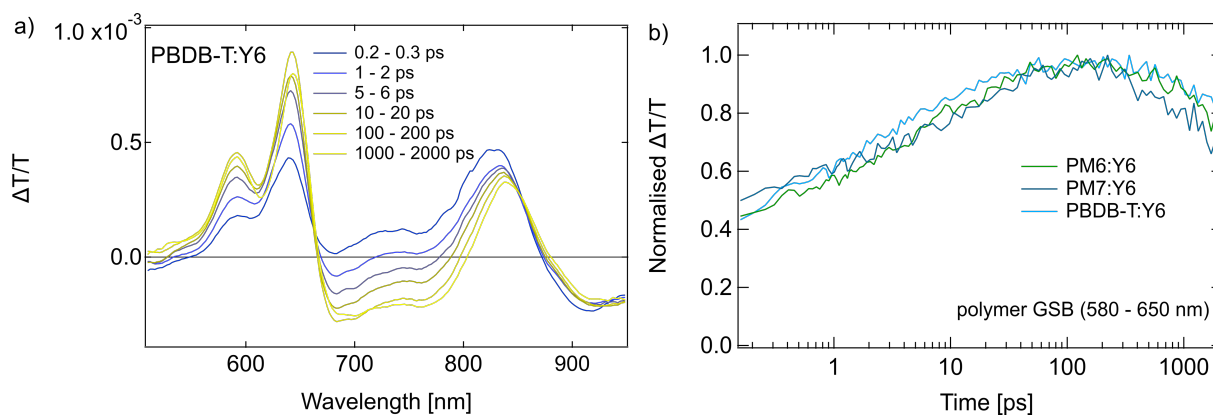 a)
1.0 x10-3
PBDB-T:Y6
0.2 - 0.3 ps
1 - 2 ps
5 - 6 ps
10 - 20 ps
100 - 200 ps
1000 - 2000 ps
0.5
0.0
ΔT/T
600 700 800 900
Wavelength [nm]
b)
1.0
0.8
0.6
0.4
0.2
0.0
Normalised ΔT/T
PM6:Y6
PM7:Y6
PBDB-T:Y6
polymer GSB (580 - 650 nm)
1 10 100 1000
Time [ps]